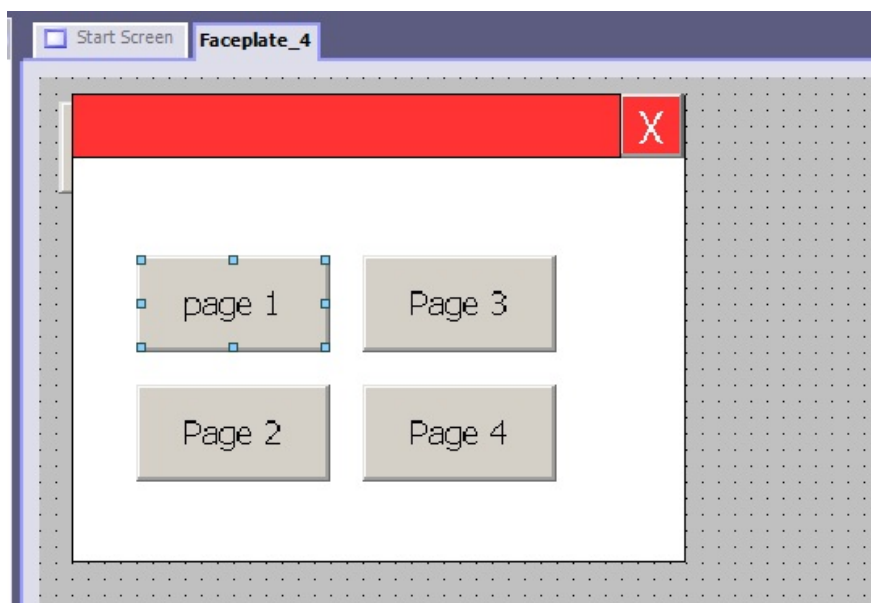 Start Screen
Faceplate_4
X
page 1
Page 3
Page 2
Page 4